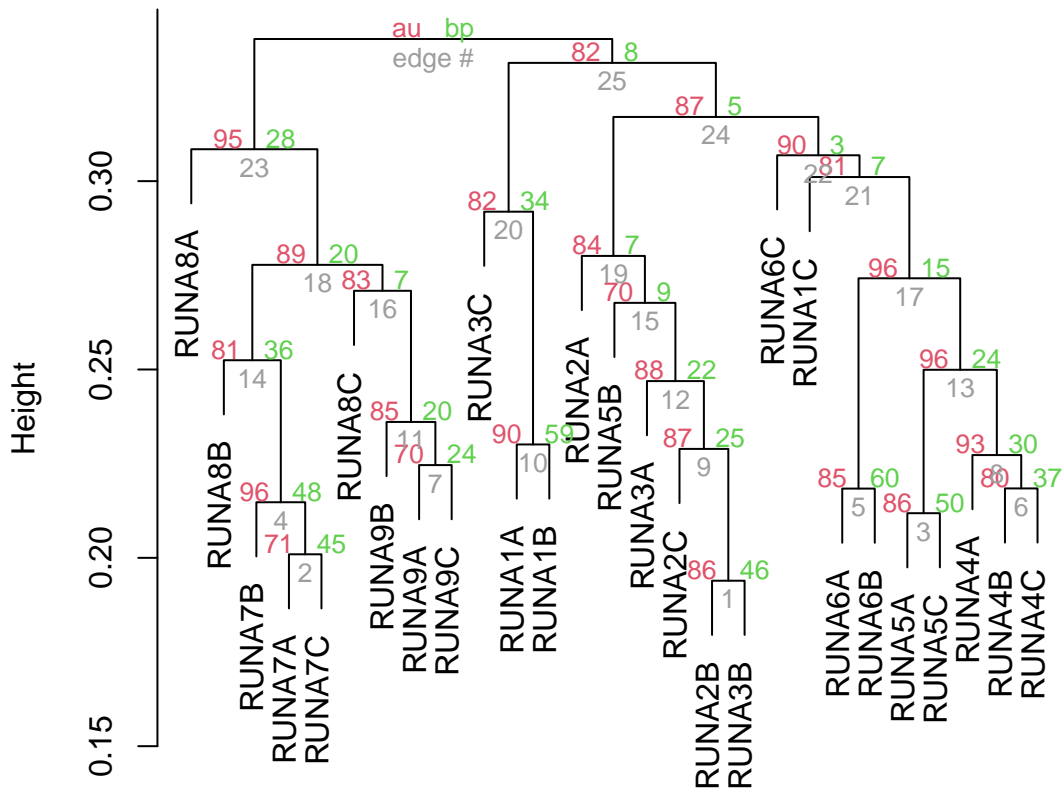 au bp
edge #
82 8
25
87 5
24
95 28
23
90 3
22
81 7
21
82 34
20
84 7
19
89 20
18
96 15
17
83 7
16
70 9
15
81 36
14
96 24
13
88 22
12
85 20
11
90 59
10
87 25
9
93 30
8
70 24
7
80 37
6
85 60
5
96 48
4
86 50
3
71 45
2
86 46
1
RUNA8A
RUNA8B
RUNA7B
RUNA7A
RUNA7C
RUNA8C
RUNA9B
RUNA9A
RUNA9C
RUNA3C
RUNA1A
RUNA1B
RUNA2A
RUNA5B
RUNA3A
RUNA2C
RUNA2B
RUNA3B
RUNA6C
RUNA1C
RUNA6A
RUNA6B
RUNA5A
RUNA5C
RUNA4A
RUNA4B
RUNA4C
Height
0.30
0.25
0.20
0.15